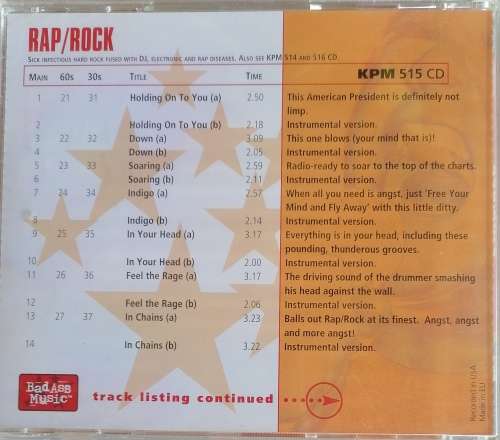 RAP/ROCK
SICK INFECTIOUS HARD ROCK FUSED WITH DJ, ELECTRONIC AND RAP DISEASES. ALSO SEE KPM 514 AND 516 CD
MAIN 60s 30s TITLE TIME KPM 515 CD
1 21 31 Holding On To You (a) 2.50 This American President is definitely not
limp.
2 Holding On To You (b) 2.18 Instrumental version.
3 22 32 Down (a) 3.09 This one blows (your mind that is)!
4 Down (b) 2.05 Instrumental version.
5 23 33 Soaring (a) 2.59 Radio-ready to soar to the top of the charts.
6 Soaring (b) 2.11 Instrumental version.
7 24 34 Indigo (a) 2.57 When all you need is angst, just 'Free Your
Mind and Fly Away' with this little ditty.
8 Indigo (b) 2.14 Instrumental version.
9 25 35 In Your Head (a) 3.17 Everything is in your head, including these
pounding, thunderous grooves.
10 In Your Head (b) 2.00 Instrumental version.
11 26 36 Feel the Rage (a) 3.17 The driving sound of the drummer smashing
his head against the wall.
12 Feel the Rage (b) 2.06 Instrumental version.
13 27 37 In Chains (a) 3.23 Balls out Rap/Rock at its finest. Angst, angst
and more angst!
14 In Chains (b) 3.22 Instrumental version.
BadAss
Music™
track listing continued
Recorded in USA
Made in EU